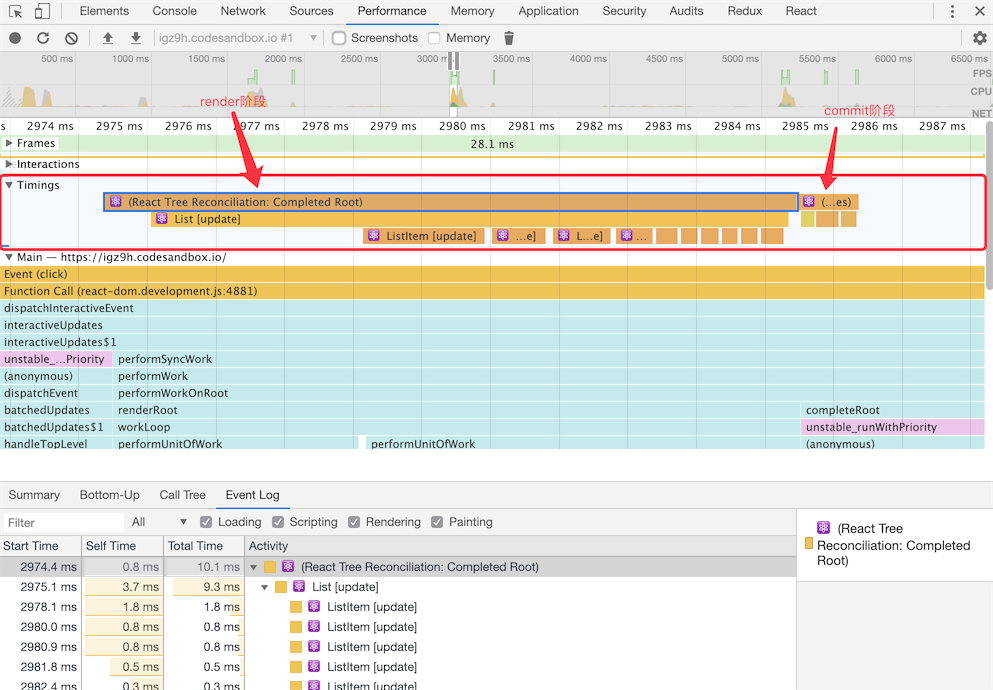 Elements Console Network Sources Performance Memory Application Security Audits Redux React
igz9h.codesandbox.io #1 Screenshots Memory
500 ms 1000 ms 1500 ms 2000 ms 2500 ms 3000 m 3500 ms 4000 ms 4500 ms 5000 ms 5500 ms 6000 ms 6500 ms
FPS
CPU
NET
render阶段
commit阶段
s 2974 ms 2975 ms 2976 ms 2977 ms 2978 ms 2979 ms 2980 ms 2981 ms 2982 ms 2983 ms 2984 ms 2985 ms 2986 ms 2987 ms
Frames 28.1 ms
Interactions
Timings
(React Tree Reconciliation: Completed Root) (...es)
List [update]
ListItem [update] ...e] L...e] ...
Main — https://igz9h.codesandbox.io/
Event (click)
Function Call (react-dom.development.js:4881)
dispatchInteractiveEvent
interactiveUpdates
interactiveUpdates$1
unstable_...Priority performSyncWork
(anonymous) performWork
dispatchEvent performWorkOnRoot
batchedUpdates renderRoot completeRoot
batchedUpdates$1 workLoop unstable_runWithPriority
handleTopLevel performUnitOfWork performUnitOfWork (anonymous)
Summary Bottom-Up Call Tree Event Log
Filter All Loading Scripting Rendering Painting
Start Time Self Time Total Time Activity
2974.4 ms 0.8 ms 10.1 ms (React Tree Reconciliation: Completed Root)
2975.1 ms 3.7 ms 9.3 ms List [update]
2978.1 ms 1.8 ms 1.8 ms ListItem [update]
2980.0 ms 0.8 ms 0.8 ms ListItem [update]
2980.9 ms 0.8 ms 0.8 ms ListItem [update]
2981.8 ms 0.5 ms 0.5 ms ListItem [update]
2982.4 ms 0.3 ms 0.3 ms ListItem [update]
(React Tree
Reconciliation: Completed
Root)